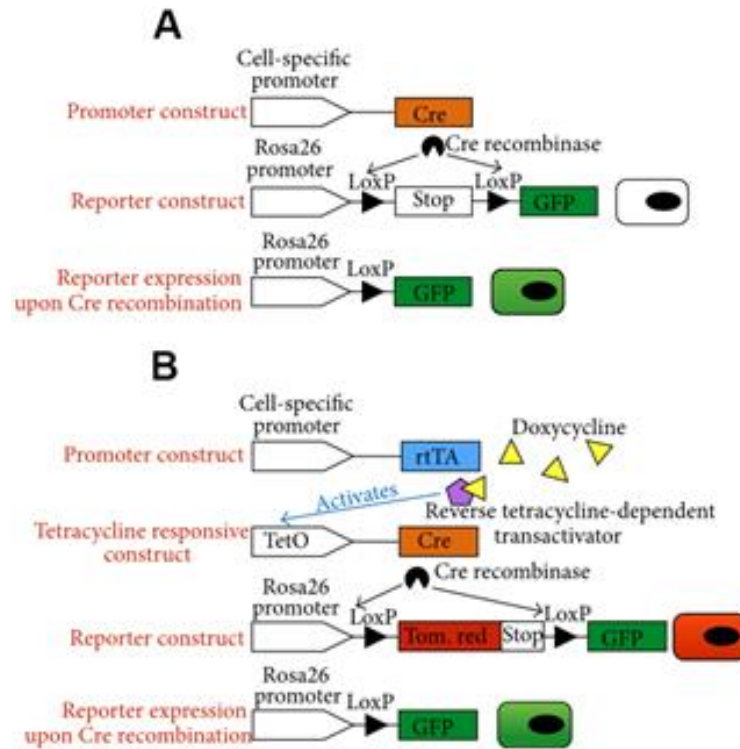 A
Cell-specific
promoter
Promoter construct
Cre
Cre recombinase
Rosa26
promoter
LoxP
LoxP
Reporter construct
Stop
GFP
Rosa26
promoter
LoxP
Reporter expression
upon Cre recombination
GFP
B
Cell-specific
promoter
Doxycycline
Promoter construct
rtTA
Activates
Reverse tetracycline-dependent
transactivator
Tetracycline responsive
construct
TetO
Cre
Cre recombinase
Rosa26
promoter
LoxP
LoxP
Reporter construct
Tom. red
Stop
GFP
Rosa26
promoter
LoxP
Reporter expression
upon Cre recombination
GFP